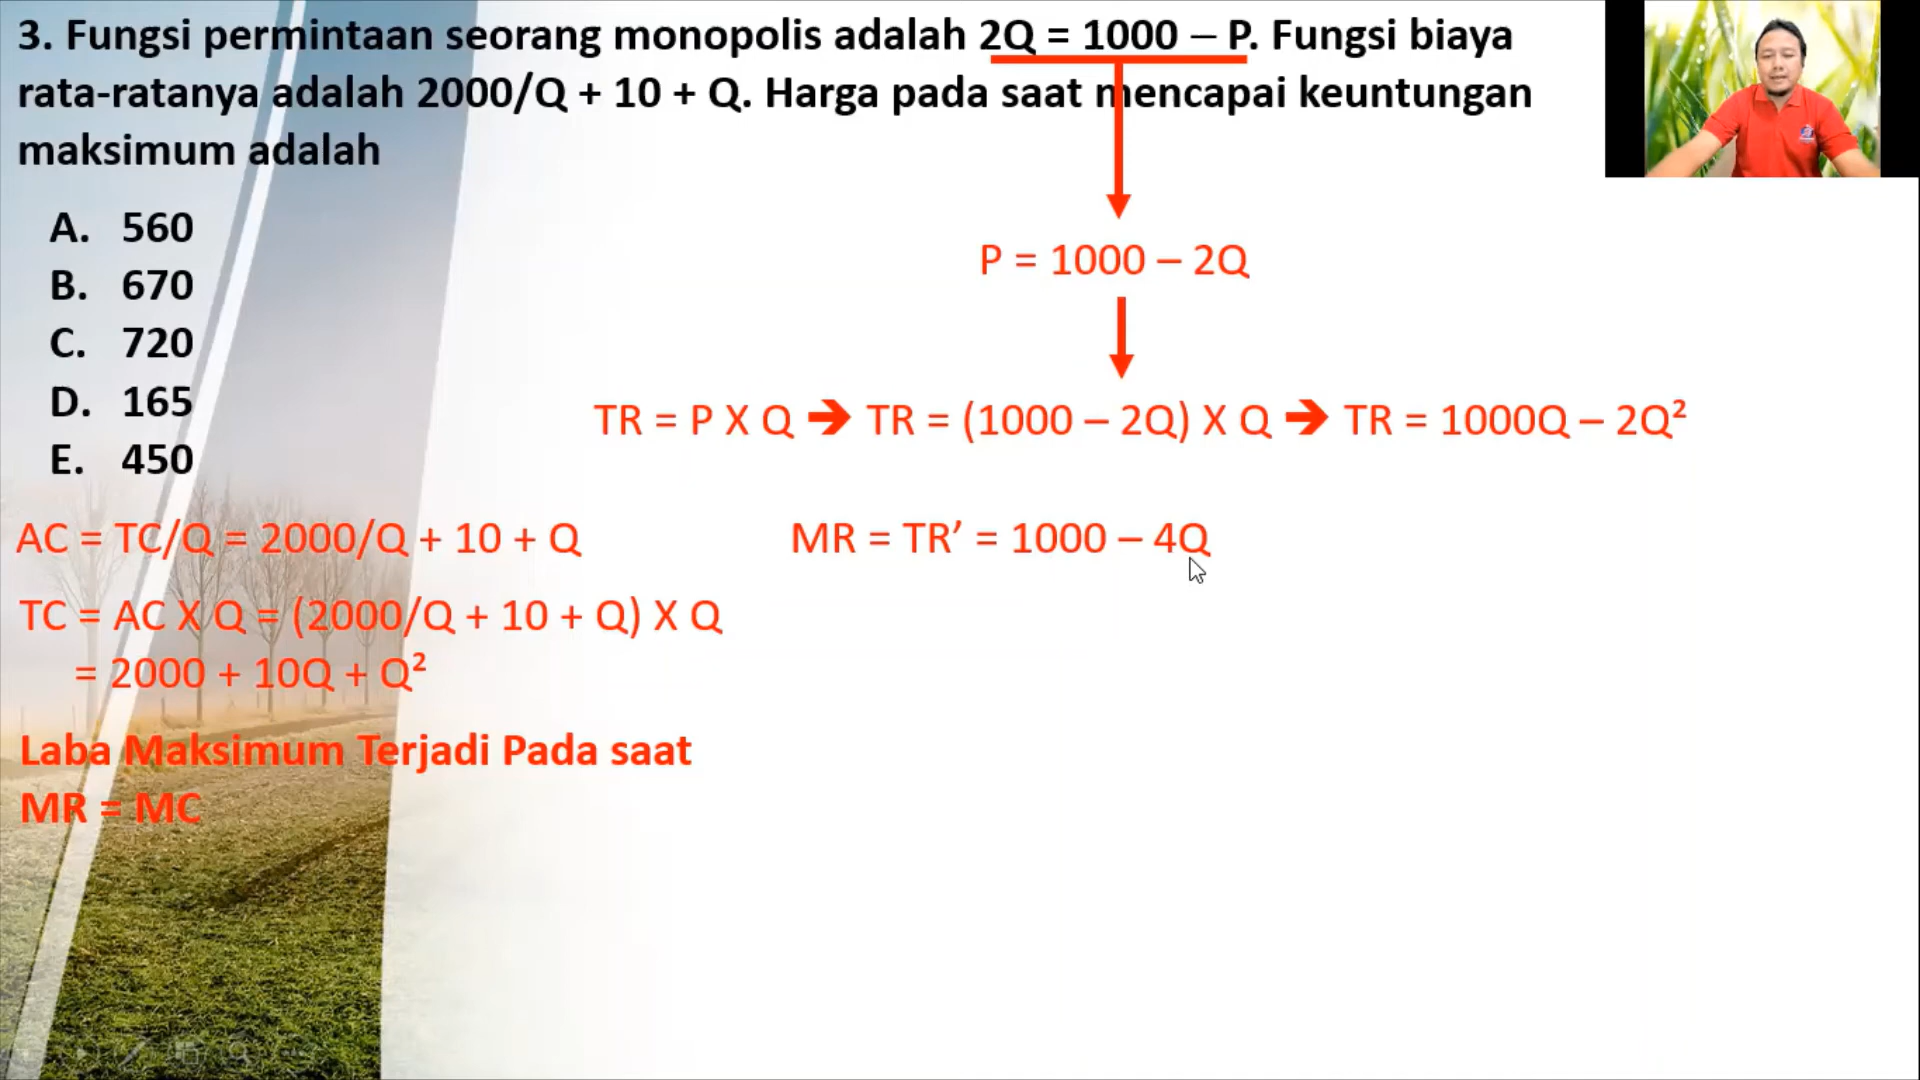 3. Fungsi permintaan seorang monopolis adalah 2Q = 1000 – P. Fungsi biaya
rata-ratanya adalah 2000/Q + 10 + Q. Harga pada saat mencapai keuntungan
maksimum adalah
A. 560
B. 670
C. 720
D. 165
E. 450
P = 1000 – 2Q
TR = P X Q ➔ TR = (1000 – 2Q) X Q ➔ TR = 1000Q – 2Q²
AC = TC/Q = 2000/Q + 10 + Q
MR = TR’ = 1000 – 4Q
TC = AC X Q = (2000/Q + 10 + Q) X Q
= 2000 + 10Q + Q²
Laba Maksimum Terjadi Pada saat
MR = MC